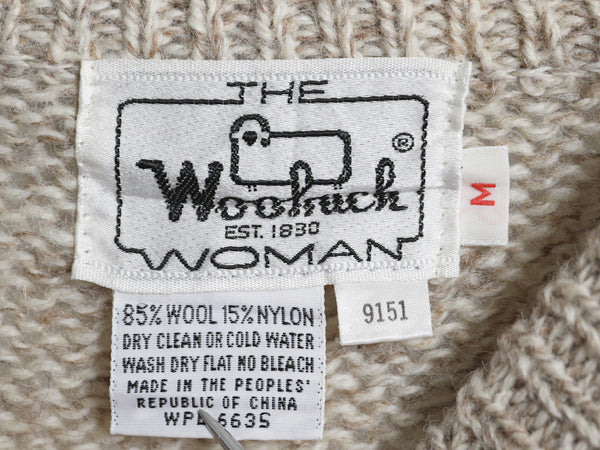 THE
Woolrich
®
EST. 1830
WOMAN
M
9151
85% WOOL 15% NYLON
DRY CLEAN OR COLD WATER
WASH DRY FLAT NO BLEACH
MADE IN THE PEOPLES'
REPUBLIC OF CHINA
6635